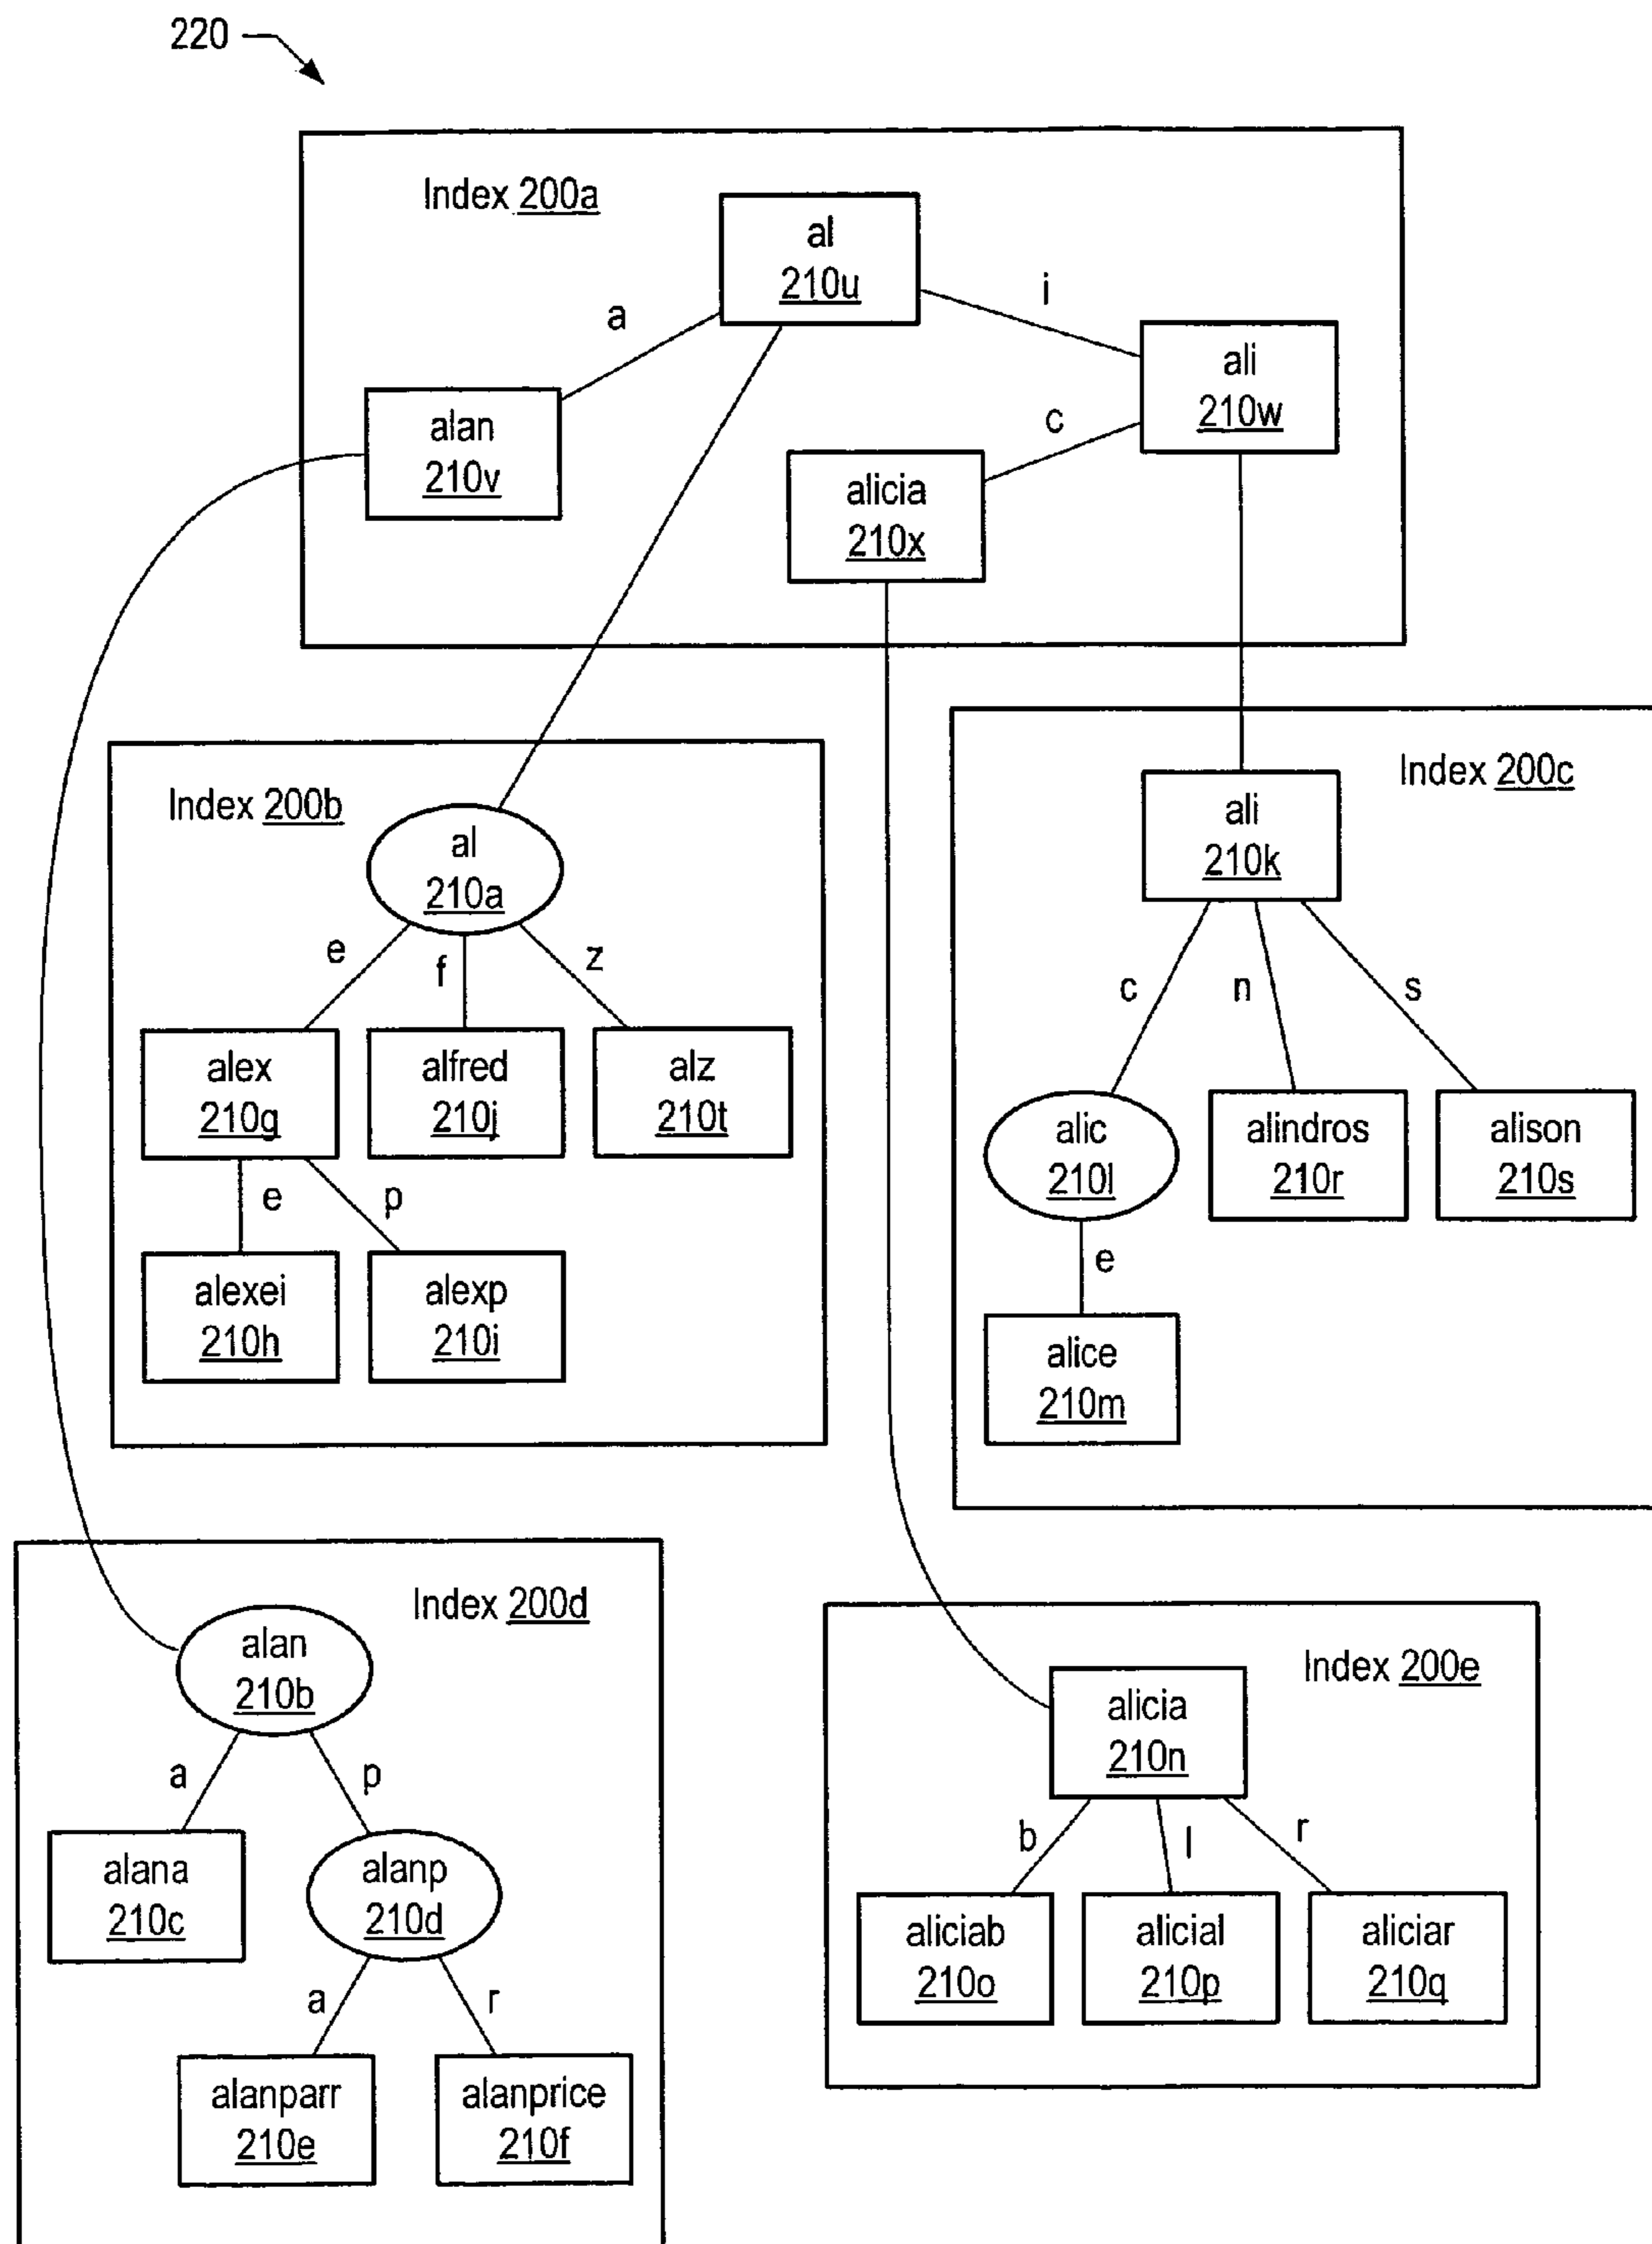 220
Index 200a
al
210u
a
i
ali
210w
alan
210v
c
alicia
210x
Index 200b
al
210a
e
f
z
alex
210g
alfred
210j
alz
210t
e
p
alexei
210h
alexp
210i
Index 200c
ali
210k
c
n
s
alic
210l
alindros
210r
alison
210s
e
alice
210m
Index 200d
alan
210b
a
p
alana
210c
alanp
210d
a
r
alanparr
210e
alanprice
210f
Index 200e
alicia
210n
b
l
r
aliciab
210o
alicial
210p
aliciar
210q